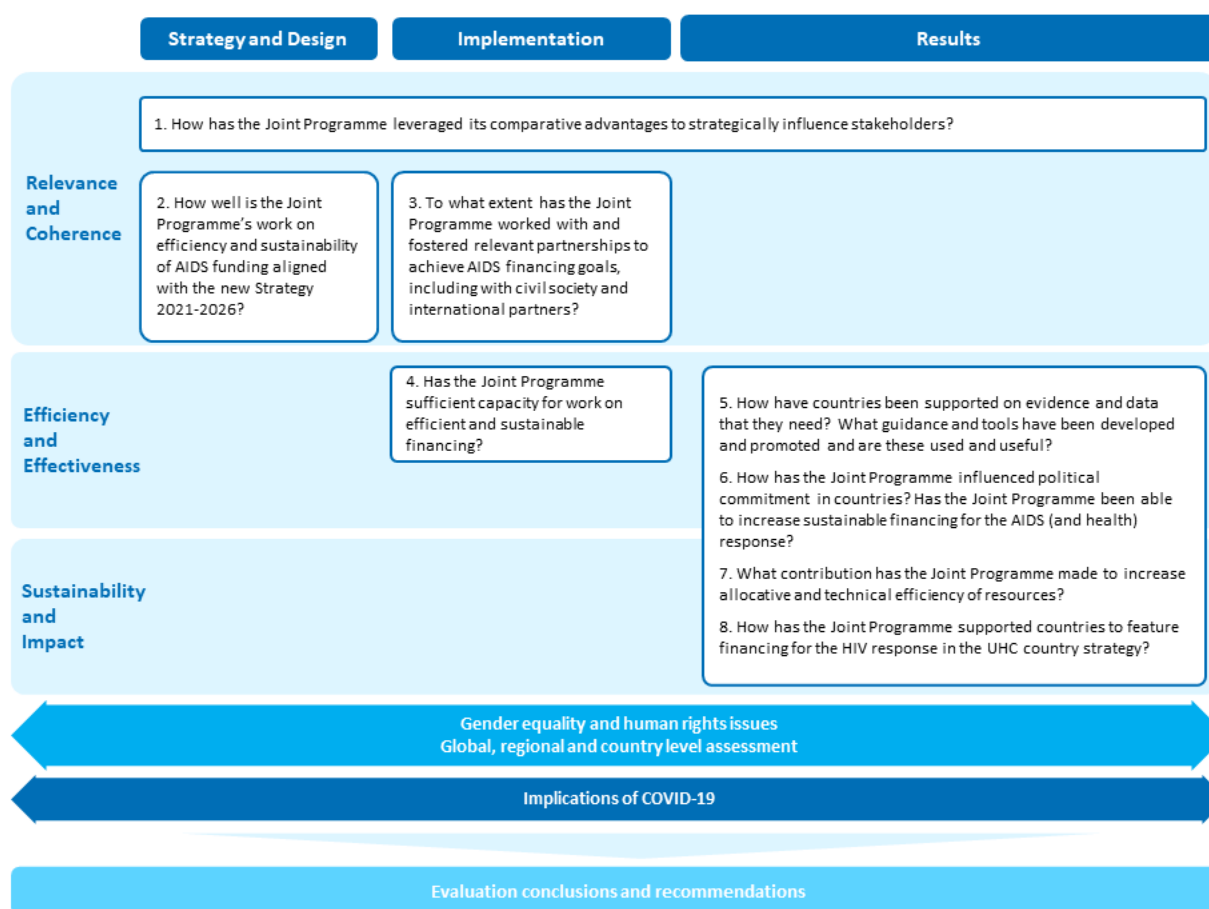 Strategy and Design
Implementation
Results
1. How has the Joint Programme leveraged its comparative advantages to strategically influence stakeholders?
Relevance
and
Coherence
2. How well is the Joint
Programme's work on
efficiency and sustainability
of AIDS funding aligned
with the new Strategy
2021-2026?
3. To what extent has the Joint
Programme worked with and
fostered relevant partnerships to
achieve AIDS financing goals,
including with civil society and
international partners?
Efficiency
and
Effectiveness
4. Has the Joint Programme
sufficient capacity for work on
efficient and sustainable
financing?
5. How have countries been supported on evidence and data
that they need? What guidance and tools have been developed
and promoted and are these used and useful?
6. How has the Joint Programme influenced political
commitment in countries? Has the Joint Programme been able
to increase sustainable financing for the AIDS (and health)
response?
7. What contribution has the Joint Programme made to increase
allocative and technical efficiency of resources?
8. How has the Joint Programme supported countries to feature
financing for the HIV response in the UHC country strategy?
Sustainability
and
Impact
Gender equality and human rights issues
Global, regional and country level assessment
Implications of COVID-19
Evaluation conclusions and recommendations